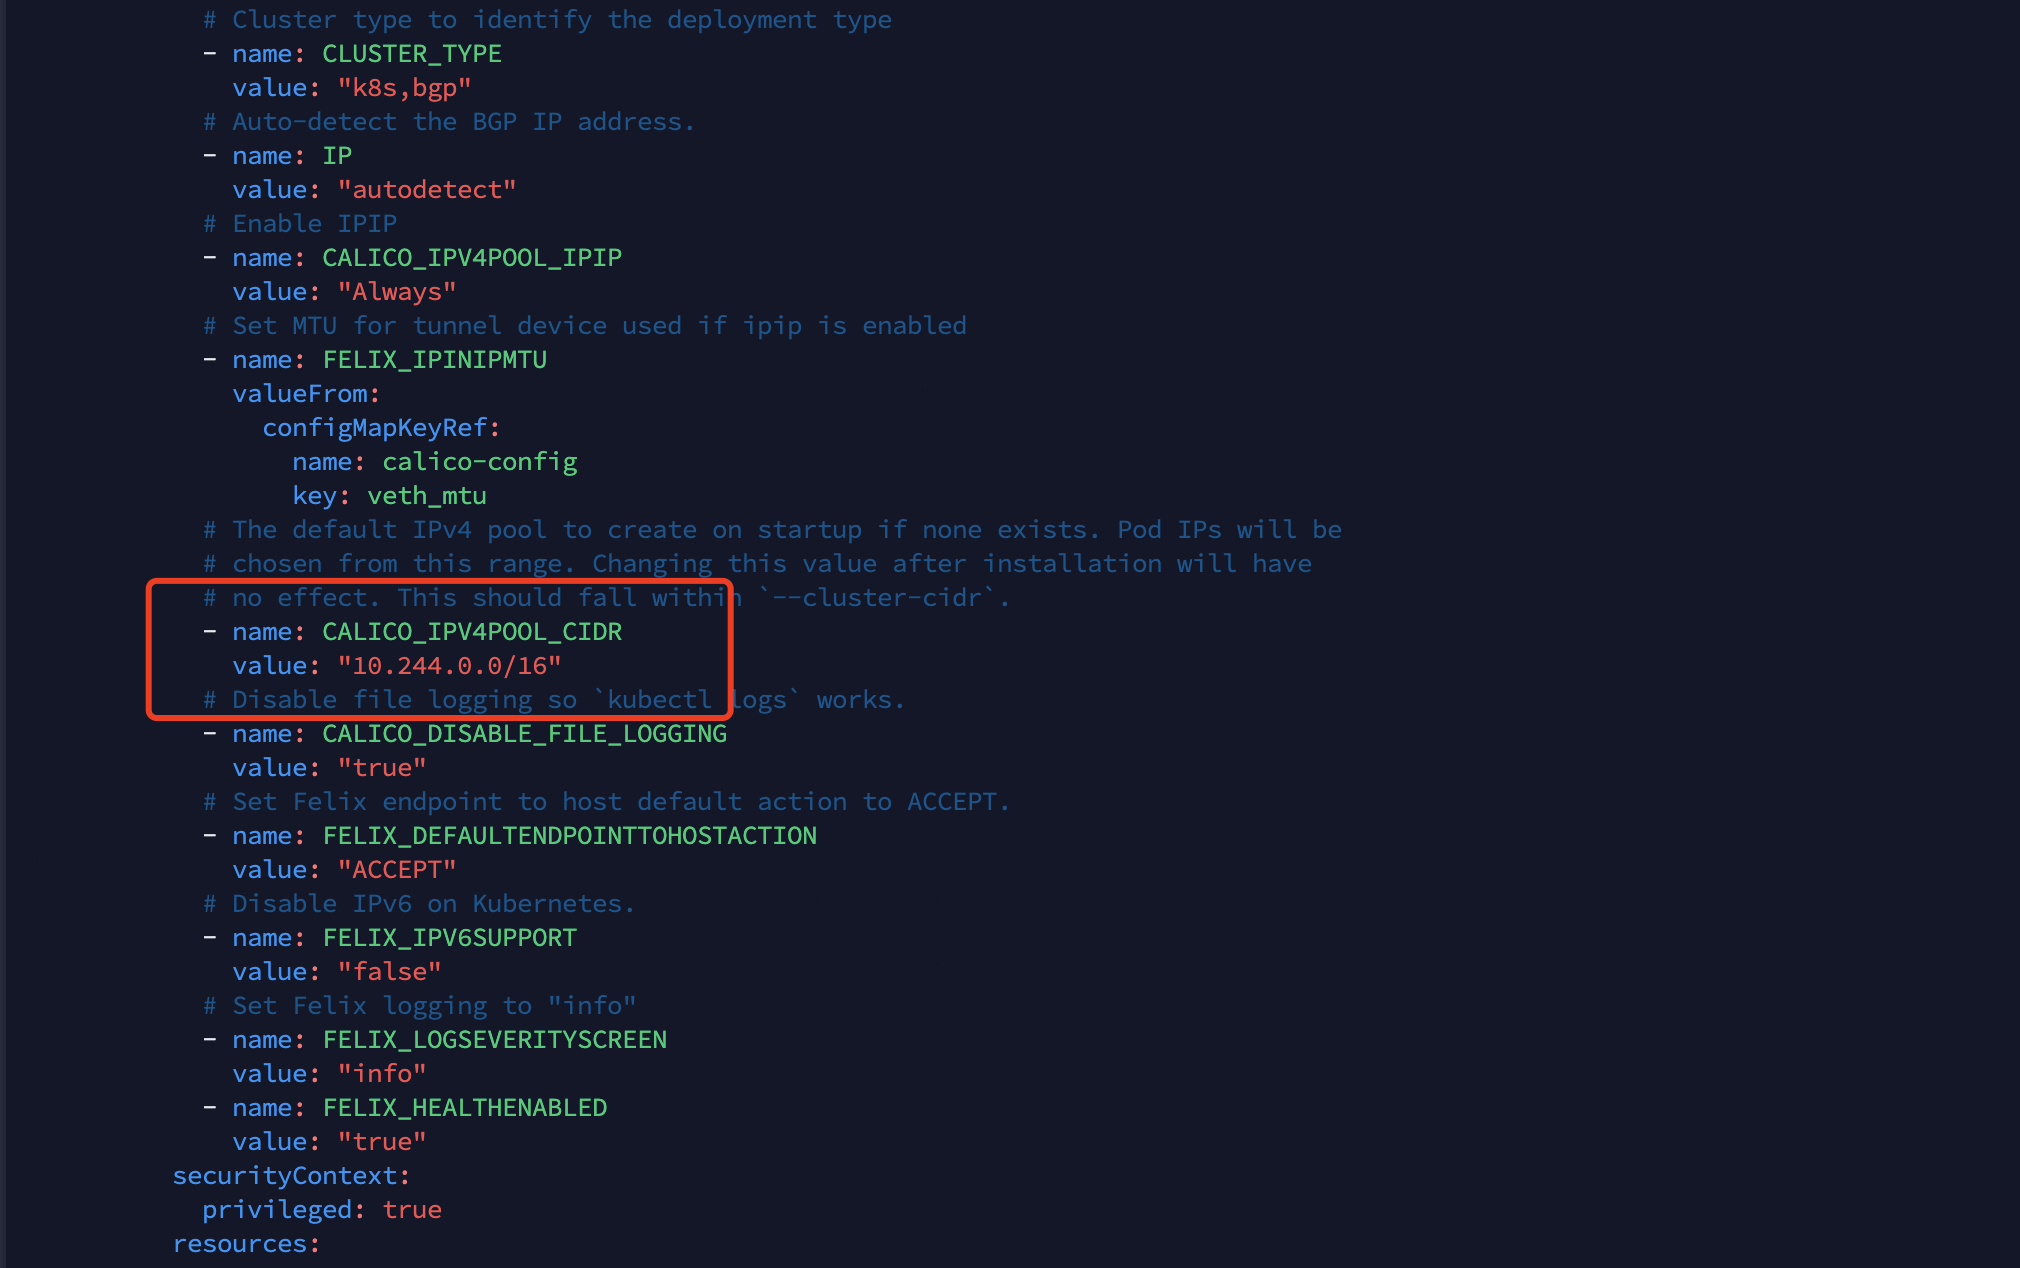 # Cluster type to identify the deployment type
- name: CLUSTER_TYPE
value: "k8s,bgp"
# Auto-detect the BGP IP address.
- name: IP
value: "autodetect"
# Enable IPIP
- name: CALICO_IPV4POOL_IPIP
value: "Always"
# Set MTU for tunnel device used if ipip is enabled
- name: FELIX_IPINIPMTU
valueFrom:
configMapKeyRef:
name: calico-config
key: veth_mtu
# The default IPv4 pool to create on startup if none exists. Pod IPs will be
# chosen from this range. Changing this value after installation will have
# no effect. This should fall within `--cluster-cidr`.
- name: CALICO_IPV4POOL_CIDR
value: "10.244.0.0/16"
# Disable file logging so `kubectl logs` works.
- name: CALICO_DISABLE_FILE_LOGGING
value: "true"
# Set Felix endpoint to host default action to ACCEPT.
- name: FELIX_DEFAULTENDPOINTTOHOSTACTION
value: "ACCEPT"
# Disable IPv6 on Kubernetes.
- name: FELIX_IPV6SUPPORT
value: "false"
# Set Felix logging to "info"
- name: FELIX_LOGSEVERITYSCREEN
value: "info"
- name: FELIX_HEALTHENABLED
value: "true"
securityContext:
privileged: true
resources: